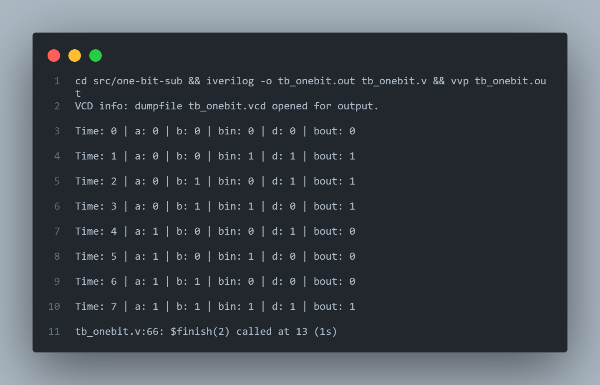 1 cd src/one-bit-sub && iverilog -o tb_onebit.out tb_onebit.v && vvp tb_onebit.ou
t
2 VCD info: dumpfile tb_onebit.vcd opened for output.
3 Time: 0 | a: 0 | b: 0 | bin: 0 | d: 0 | bout: 0
4 Time: 1 | a: 0 | b: 0 | bin: 1 | d: 1 | bout: 1
5 Time: 2 | a: 0 | b: 1 | bin: 0 | d: 1 | bout: 1
6 Time: 3 | a: 0 | b: 1 | bin: 1 | d: 0 | bout: 1
7 Time: 4 | a: 1 | b: 0 | bin: 0 | d: 1 | bout: 0
8 Time: 5 | a: 1 | b: 0 | bin: 1 | d: 0 | bout: 0
9 Time: 6 | a: 1 | b: 1 | bin: 0 | d: 0 | bout: 0
10 Time: 7 | a: 1 | b: 1 | bin: 1 | d: 1 | bout: 1
11 tb_onebit.v:66: $finish(2) called at 13 (1s)